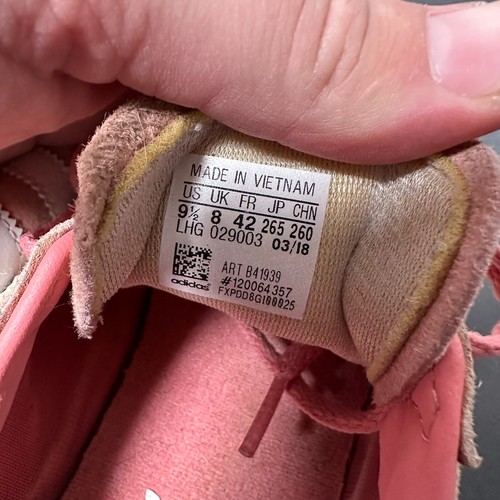 MADE IN VIETNAM
US UK FR JP CHN
9½ 8 42 265 260
LHG 029003 03/18
ART B41939
#120064357
adidas FXPDD8GI00025